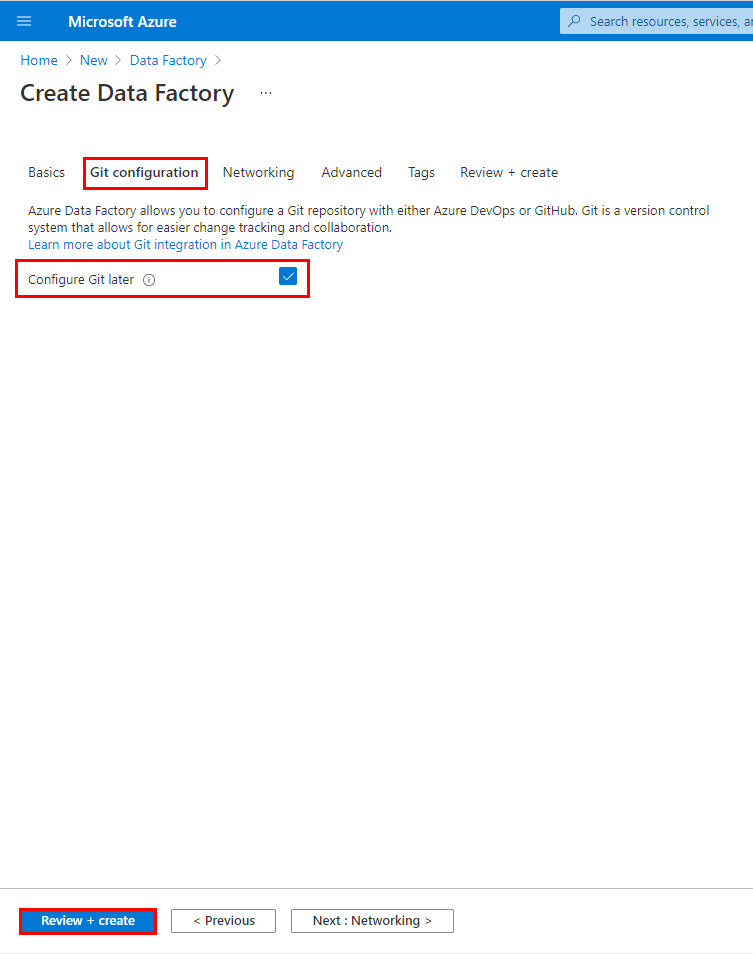 Microsoft Azure
Search resources, services, a
Home > New > Data Factory >
Create Data Factory ...
Basics Git configuration Networking Advanced Tags Review + create
Azure Data Factory allows you to configure a Git repository with either Azure DevOps or GitHub. Git is a version control
system that allows for easier change tracking and collaboration.
Learn more about Git integration in Azure Data Factory
Configure Git later
Review + create < Previous Next : Networking >